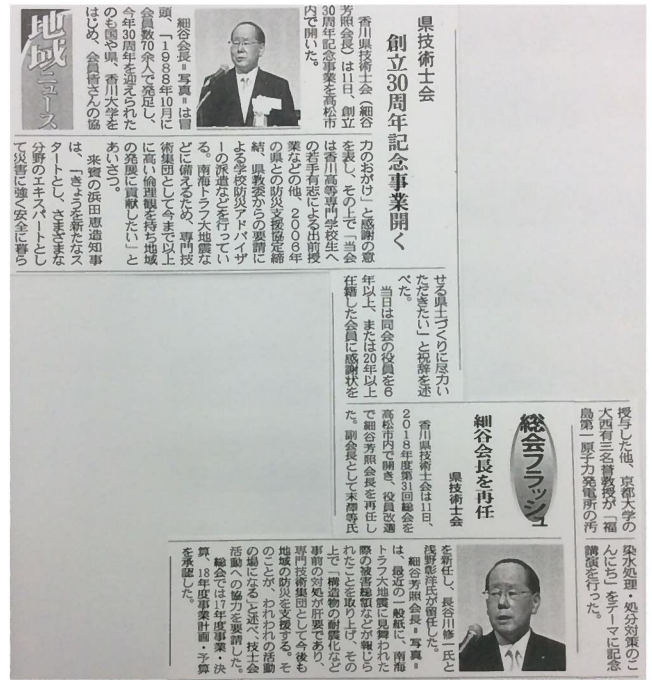 地域ニュース
県技術士会
創立30周年記念事業開く
香川県技術士会（細谷
芳照会長）は11日、創立
30周年記念事業を高松市
内で開いた。
細谷会長＝写真＝は冒
頭、「1988年10月に
会員数70余人で発足し、
今年30周年を迎えられた
のも国や県、香川大学を
はじめ、会員皆さんの協
力のおかげ」と感謝の意
を表し、その上で「当会
は香川高等専門学校生へ
の若手有志による出前授
業などの他、2006年
の県との防災支援協定締
結、県教委からの要請に
よる学校防災アドバイザ
ーの派遣などを行ってい
る。南海トラフ大地震な
どに備えるため、専門技
術集団として今まで以上
に高い倫理観を持ち地域
の発展に貢献したい」と
あいさつ。
来賓の浜田恵造知事
は、「きょうを新たなス
タートとし、さまざまな
分野のエキスパートとし
て災害に強く安全に暮ら
せる県土づくりに尽力い
ただきたい」と祝辞を述
べた。
当日は同会の役員を6
年以上、または20年以上
在籍した会員に感謝状を
授与した他、京都大学の
大西有三名誉教授が「福
島第一原子力発電所の汚
染水処理・処分対策のこ
んにち」をテーマに記念
講演を行った。
総会フラッシュ
細谷会長を再任
県技術士会
香川県技術士会は11日、
2018年度第31回総会を
高松市内で開き、役員改選
で細谷芳照会長を再任し
た。副会長として末澤等氏
を新任し、長谷川修一氏と
浅野彰洋氏が留任した。
細谷芳照会長＝写真＝
は、最近の一般紙に、南海
トラフ大地震に見舞われた
際の被害総額などが報じら
れたことを取り上げ、その
上で「構造物の耐震化など
事前の対処が肝要であり、
専門技術集団として今後も
地域の防災を支援する。そ
のことが、われわれの活動
の場になる」と述べ、技士会
活動への協力を要請した。
総会では17年度事業・決
算、18年度事業計画・予算
を承認した。